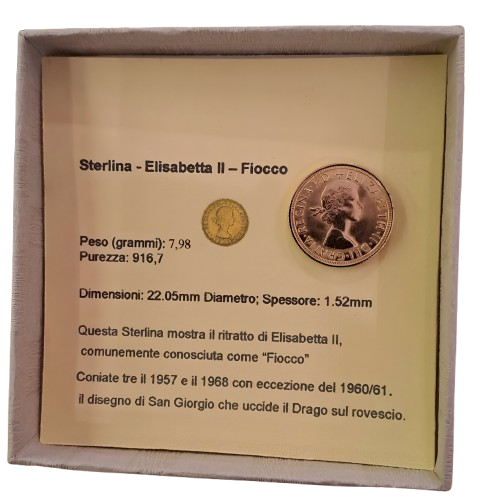 Sterlina - Elisabetta II – Fiocco
Peso (grammi): 7,98
Purezza: 916,7
Dimensioni: 22.05mm Diametro; Spessore: 1.52mm
Questa Sterlina mostra il ritratto di Elisabetta II,
comunemente conosciuta come "Fiocco"
Coniate tre il 1957 e il 1968 con eccezione del 1960/61.
il disegno di San Giorgio che uccide il Drago sul rovescio.
REGINA